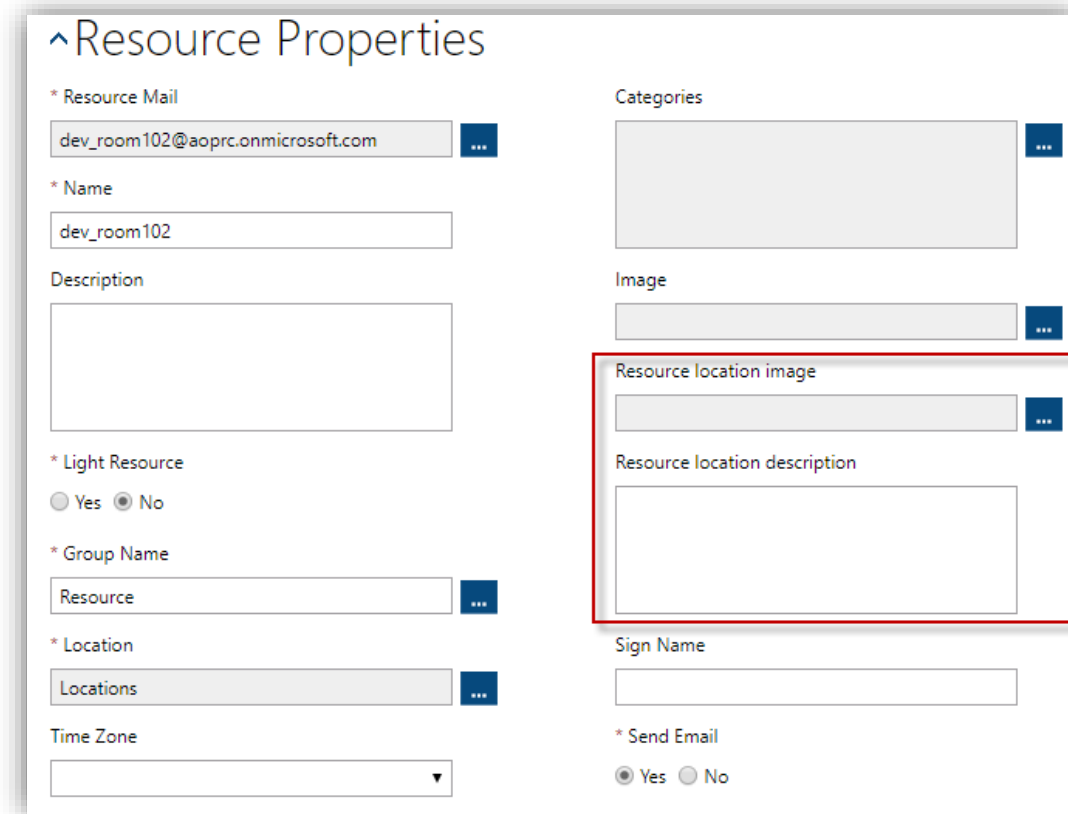 Resource Properties
* Resource Mail
dev_room102@aoprc.onmicrosoft.com
...
* Name
dev_room102
Description
* Light Resource
Yes No
* Group Name
Resource
...
* Location
Locations
...
Time Zone
Categories
...
Image
...
Resource location image
...
Resource location description
Sign Name
* Send Email
Yes No